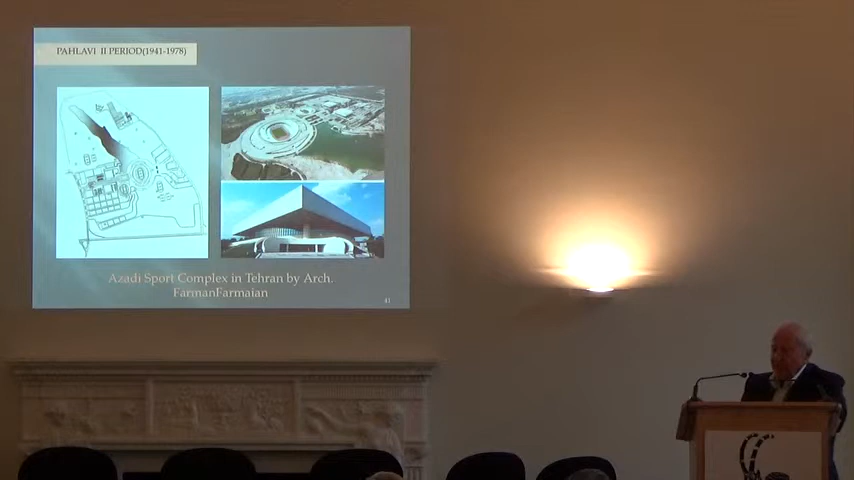 PAHLAVI II PERIOD(1941-1978)
Azadi Sport Complex in Tehran by Arch.
FarmanFarmaian
41